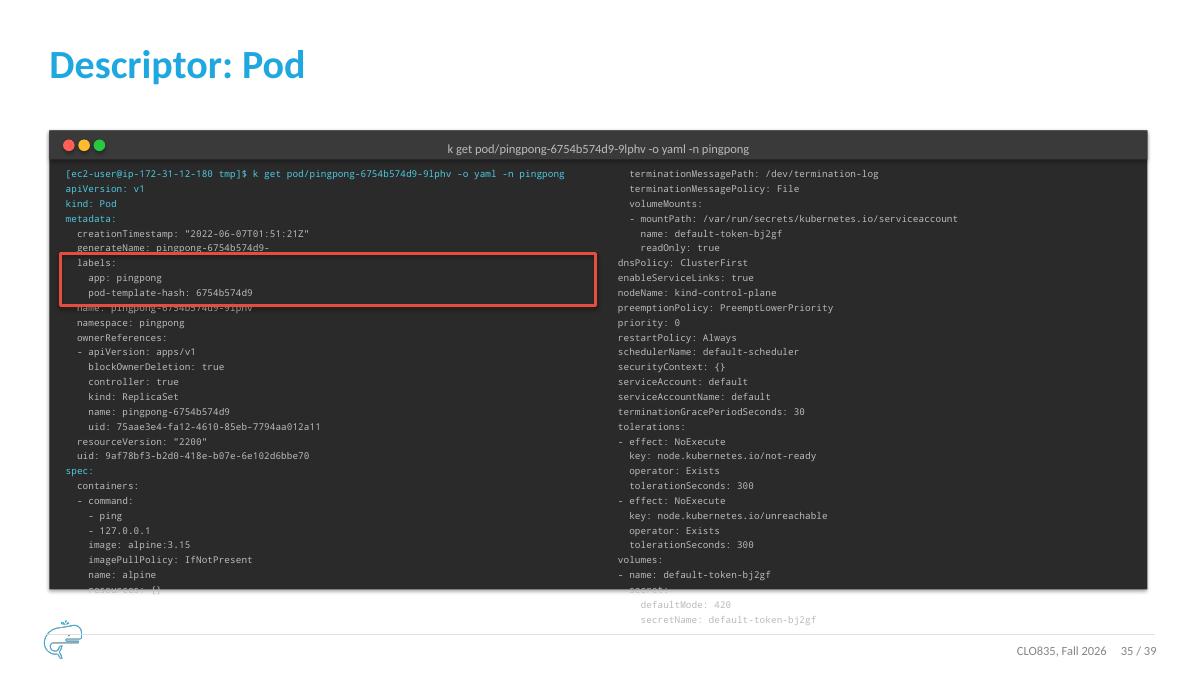 Descriptor: Pod
k get pod/pingpong-6754b574d9-9lphv -o yaml -n pingpong
[ec2-user@ip-172-31-12-180 tmp]$ k get pod/pingpong-6754b574d9-9lphv -o yaml -n pingpong
apiVersion: v1
kind: Pod
metadata:
  creationTimestamp: "2022-06-07T01:51:21Z"
  generateName: pingpong-6754b574d9-
  labels:
    app: pingpong
    pod-template-hash: 6754b574d9
  name: pingpong-6754b574d9-9lphv
  namespace: pingpong
  ownerReferences:
  - apiVersion: apps/v1
    blockOwnerDeletion: true
    controller: true
    kind: ReplicaSet
    name: pingpong-6754b574d9
    uid: 75aae3e4-fa12-4610-85eb-7794aa012a11
  resourceVersion: "2200"
  uid: 9af78bf3-b2d0-418e-b07e-6e102d6bbe70
spec:
  containers:
  - command:
    - ping
    - 127.0.0.1
    image: alpine:3.15
    imagePullPolicy: IfNotPresent
    name: alpine
    resources: {}
    terminationMessagePath: /dev/termination-log
    terminationMessagePolicy: File
    volumeMounts:
    - mountPath: /var/run/secrets/kubernetes.io/serviceaccount
      name: default-token-bj2gf
      readOnly: true
  dnsPolicy: ClusterFirst
  enableServiceLinks: true
  nodeName: kind-control-plane
  preemptionPolicy: PreemptLowerPriority
  priority: 0
  restartPolicy: Always
  schedulerName: default-scheduler
  securityContext: {}
  serviceAccount: default
  serviceAccountName: default
  terminationGracePeriodSeconds: 30
  tolerations:
  - effect: NoExecute
    key: node.kubernetes.io/not-ready
    operator: Exists
    tolerationSeconds: 300
  - effect: NoExecute
    key: node.kubernetes.io/unreachable
    operator: Exists
    tolerationSeconds: 300
  volumes:
  - name: default-token-bj2gf
    secret:
      defaultMode: 420
      secretName: default-token-bj2gf
CLO835, Fall 2026 35 / 39